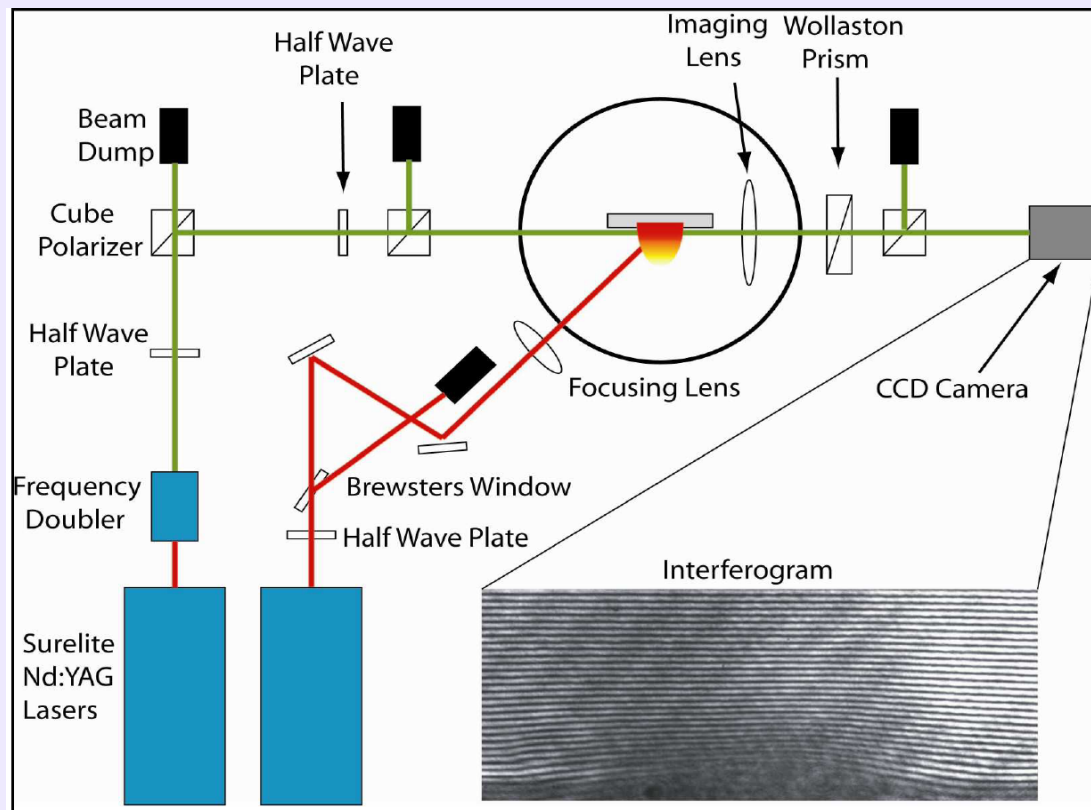 Half Wave
Plate
Imaging
Lens
Wollaston
Prism
Beam
Dump
Cube
Polarizer
Half Wave
Plate
Focusing Lens
CCD Camera
Frequency
Doubler
Brewsters Window
Half Wave Plate
Interferogram
Surelite
Nd:YAG
Lasers